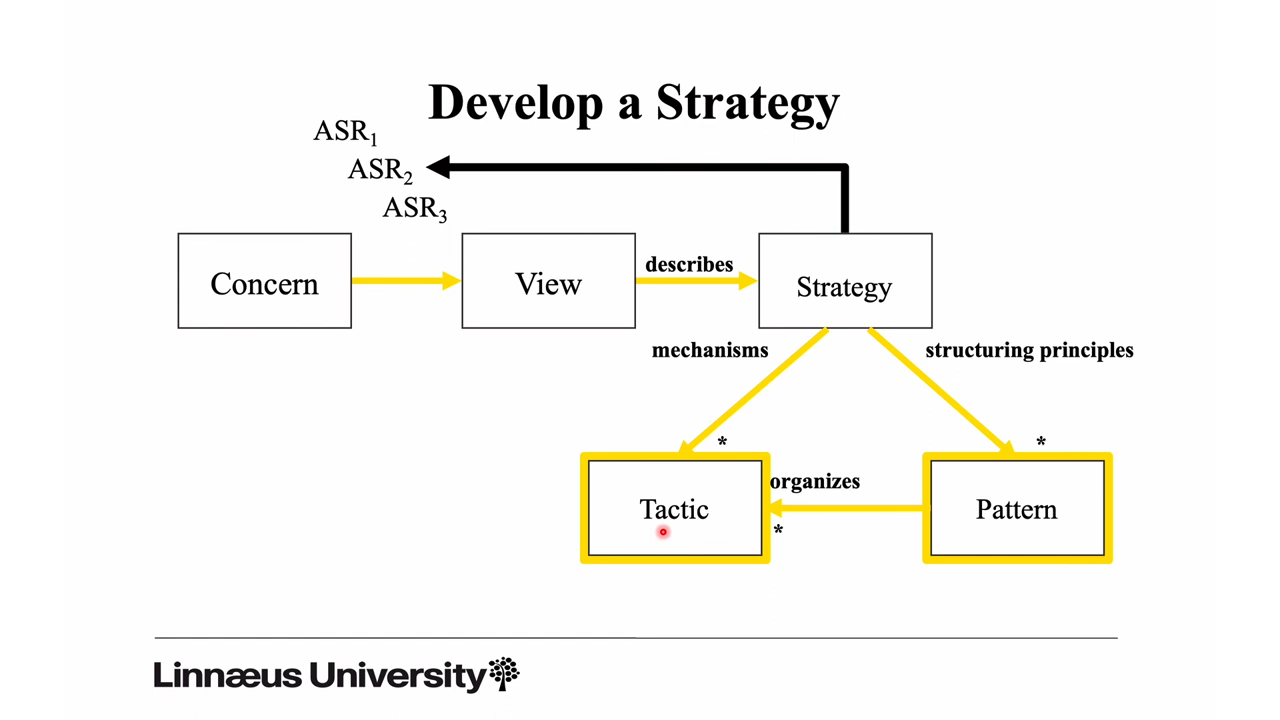 Develop a Strategy
ASR₁
ASR₂
ASR₃
Concern
View
describes
Strategy
mechanisms
structuring principles
*
*
Tactic
organizes
*
Pattern
Linnæus University